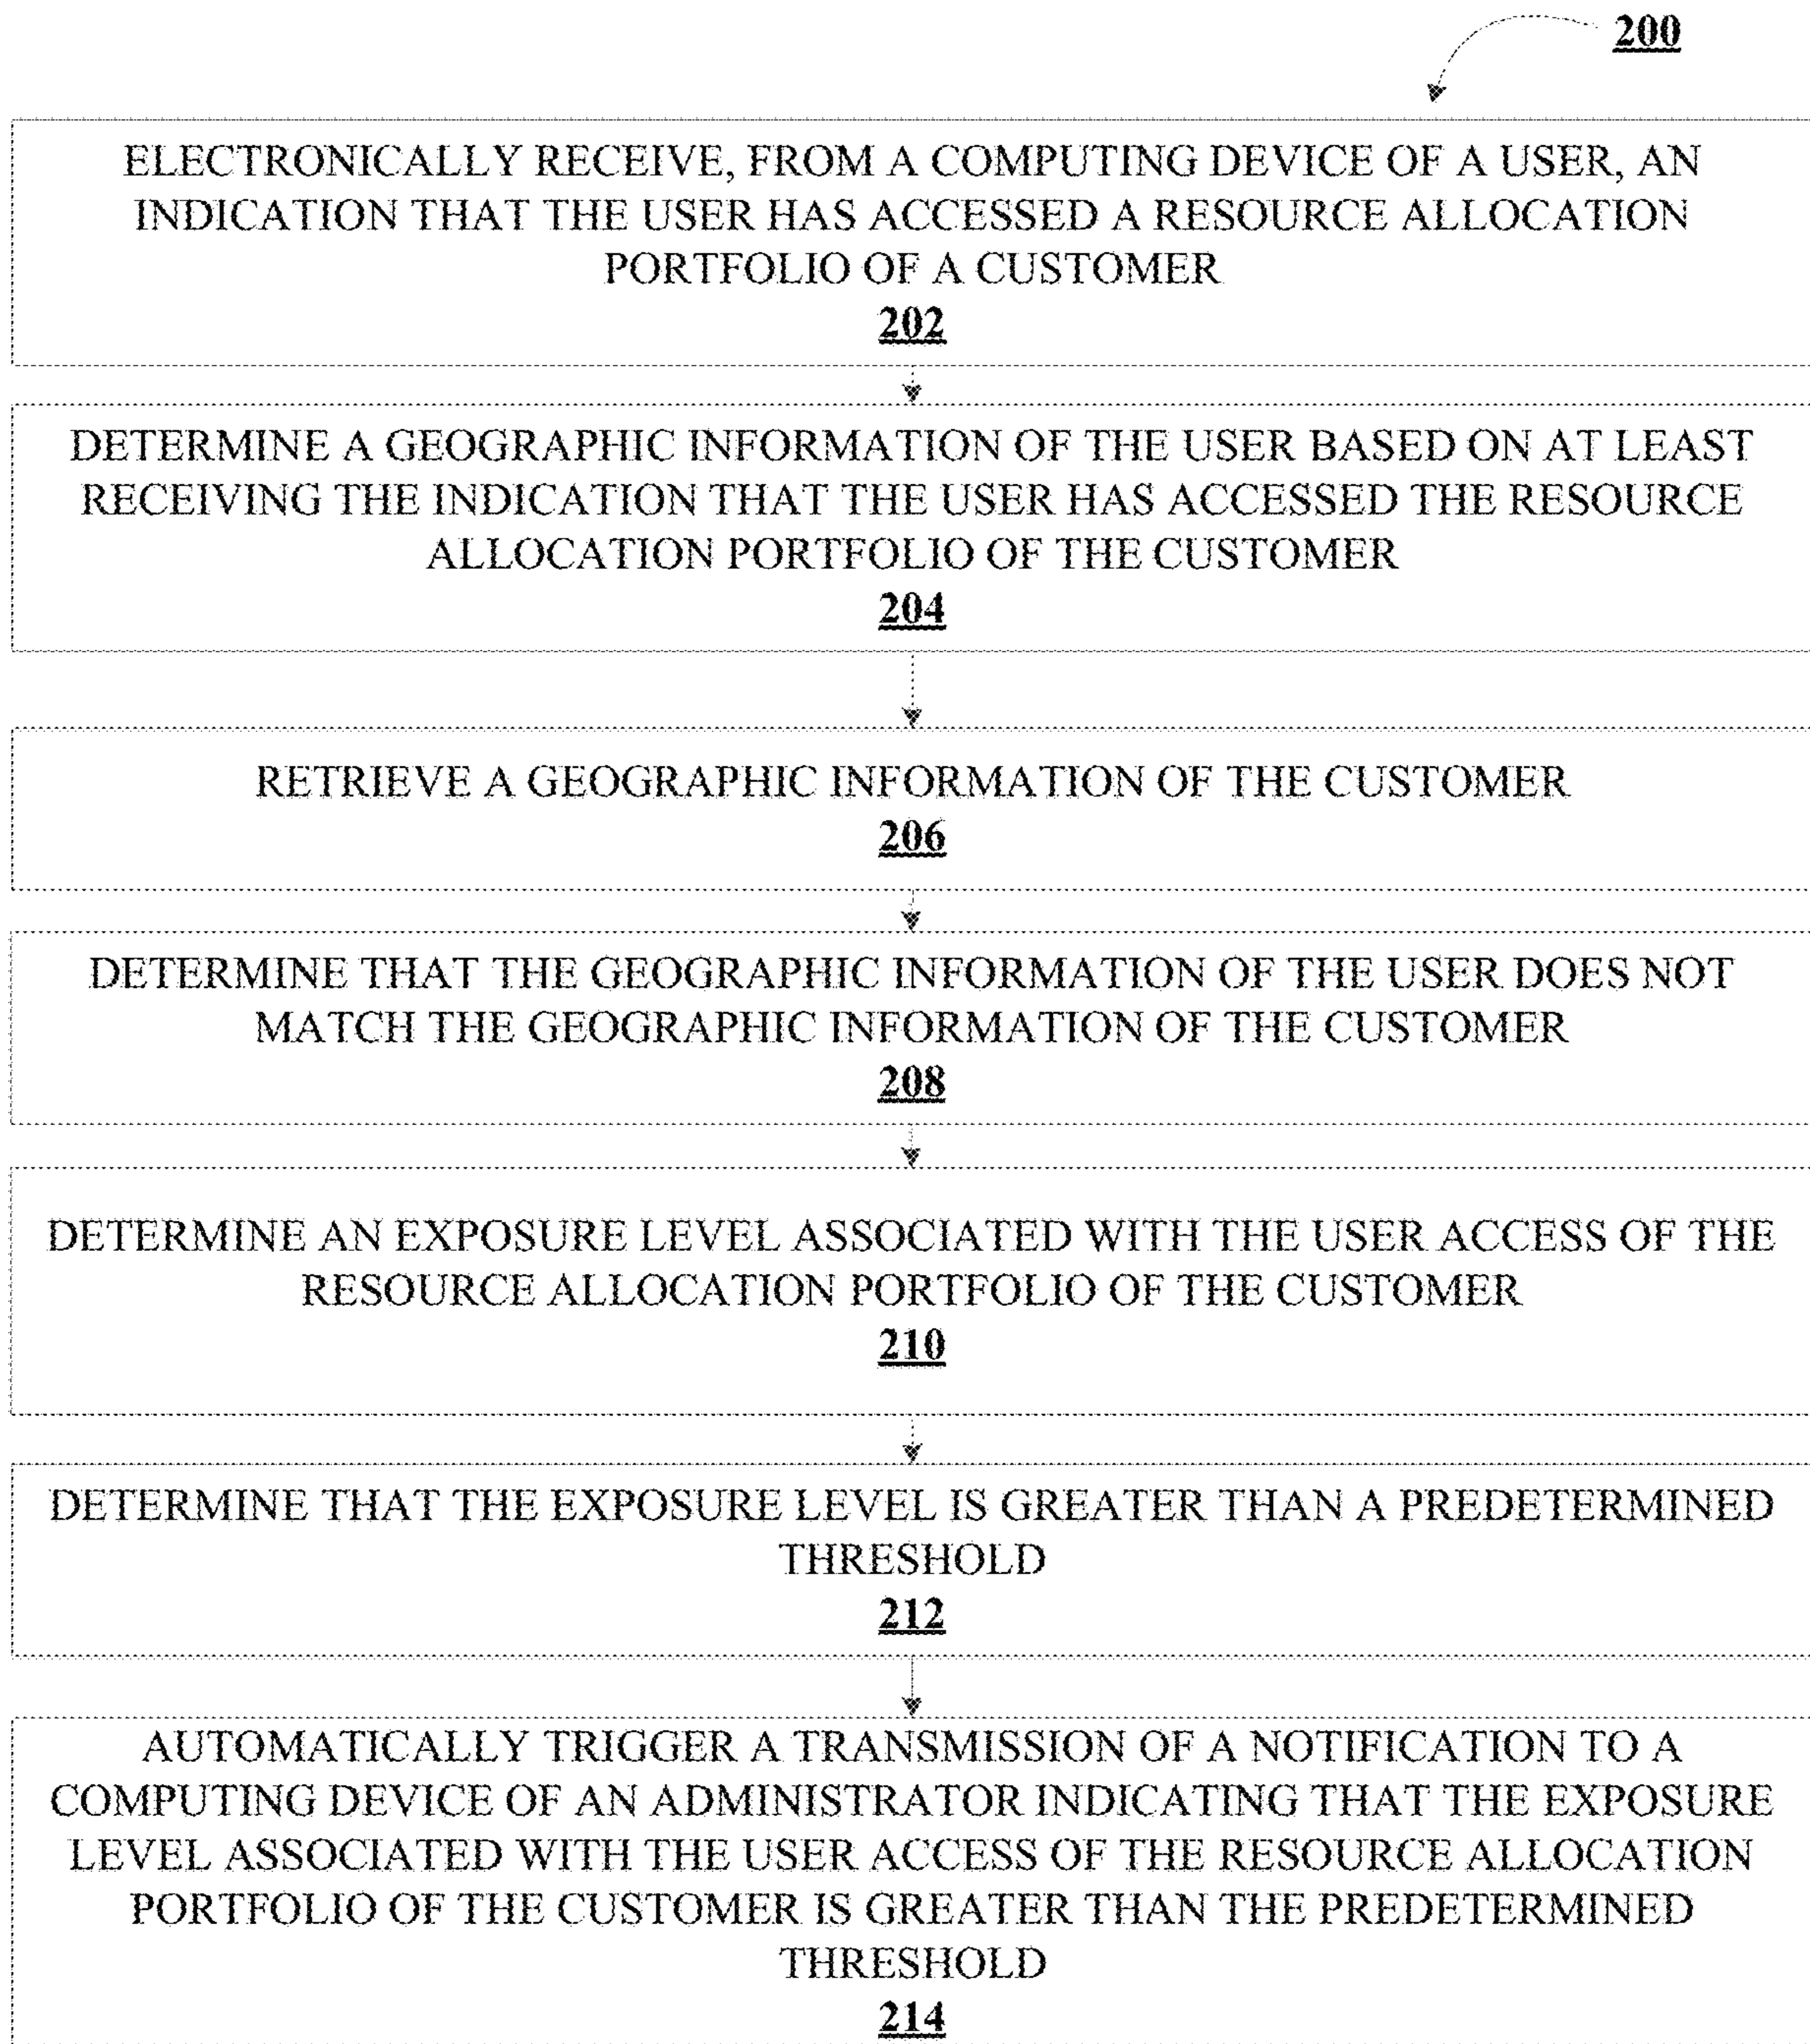 200
ELECTRONICALLY RECEIVE, FROM A COMPUTING DEVICE OF A USER, AN
INDICATION THAT THE USER HAS ACCESSED A RESOURCE ALLOCATION
PORTFOLIO OF A CUSTOMER
202
DETERMINE A GEOGRAPHIC INFORMATION OF THE USER BASED ON AT LEAST
RECEIVING THE INDICATION THAT THE USER HAS ACCESSED THE RESOURCE
ALLOCATION PORTFOLIO OF THE CUSTOMER
204
RETRIEVE A GEOGRAPHIC INFORMATION OF THE CUSTOMER
206
DETERMINE THAT THE GEOGRAPHIC INFORMATION OF THE USER DOES NOT
MATCH THE GEOGRAPHIC INFORMATION OF THE CUSTOMER
208
DETERMINE AN EXPOSURE LEVEL ASSOCIATED WITH THE USER ACCESS OF THE
RESOURCE ALLOCATION PORTFOLIO OF THE CUSTOMER
210
DETERMINE THAT THE EXPOSURE LEVEL IS GREATER THAN A PREDETERMINED
THRESHOLD
212
AUTOMATICALLY TRIGGER A TRANSMISSION OF A NOTIFICATION TO A
COMPUTING DEVICE OF AN ADMINISTRATOR INDICATING THAT THE EXPOSURE
LEVEL ASSOCIATED WITH THE USER ACCESS OF THE RESOURCE ALLOCATION
PORTFOLIO OF THE CUSTOMER IS GREATER THAN THE PREDETERMINED
THRESHOLD
214